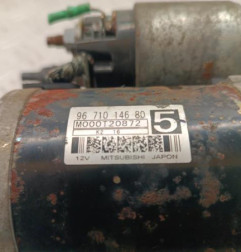 96 710 146 80
M000T20872
5
12V MITSUBISHI JAPON